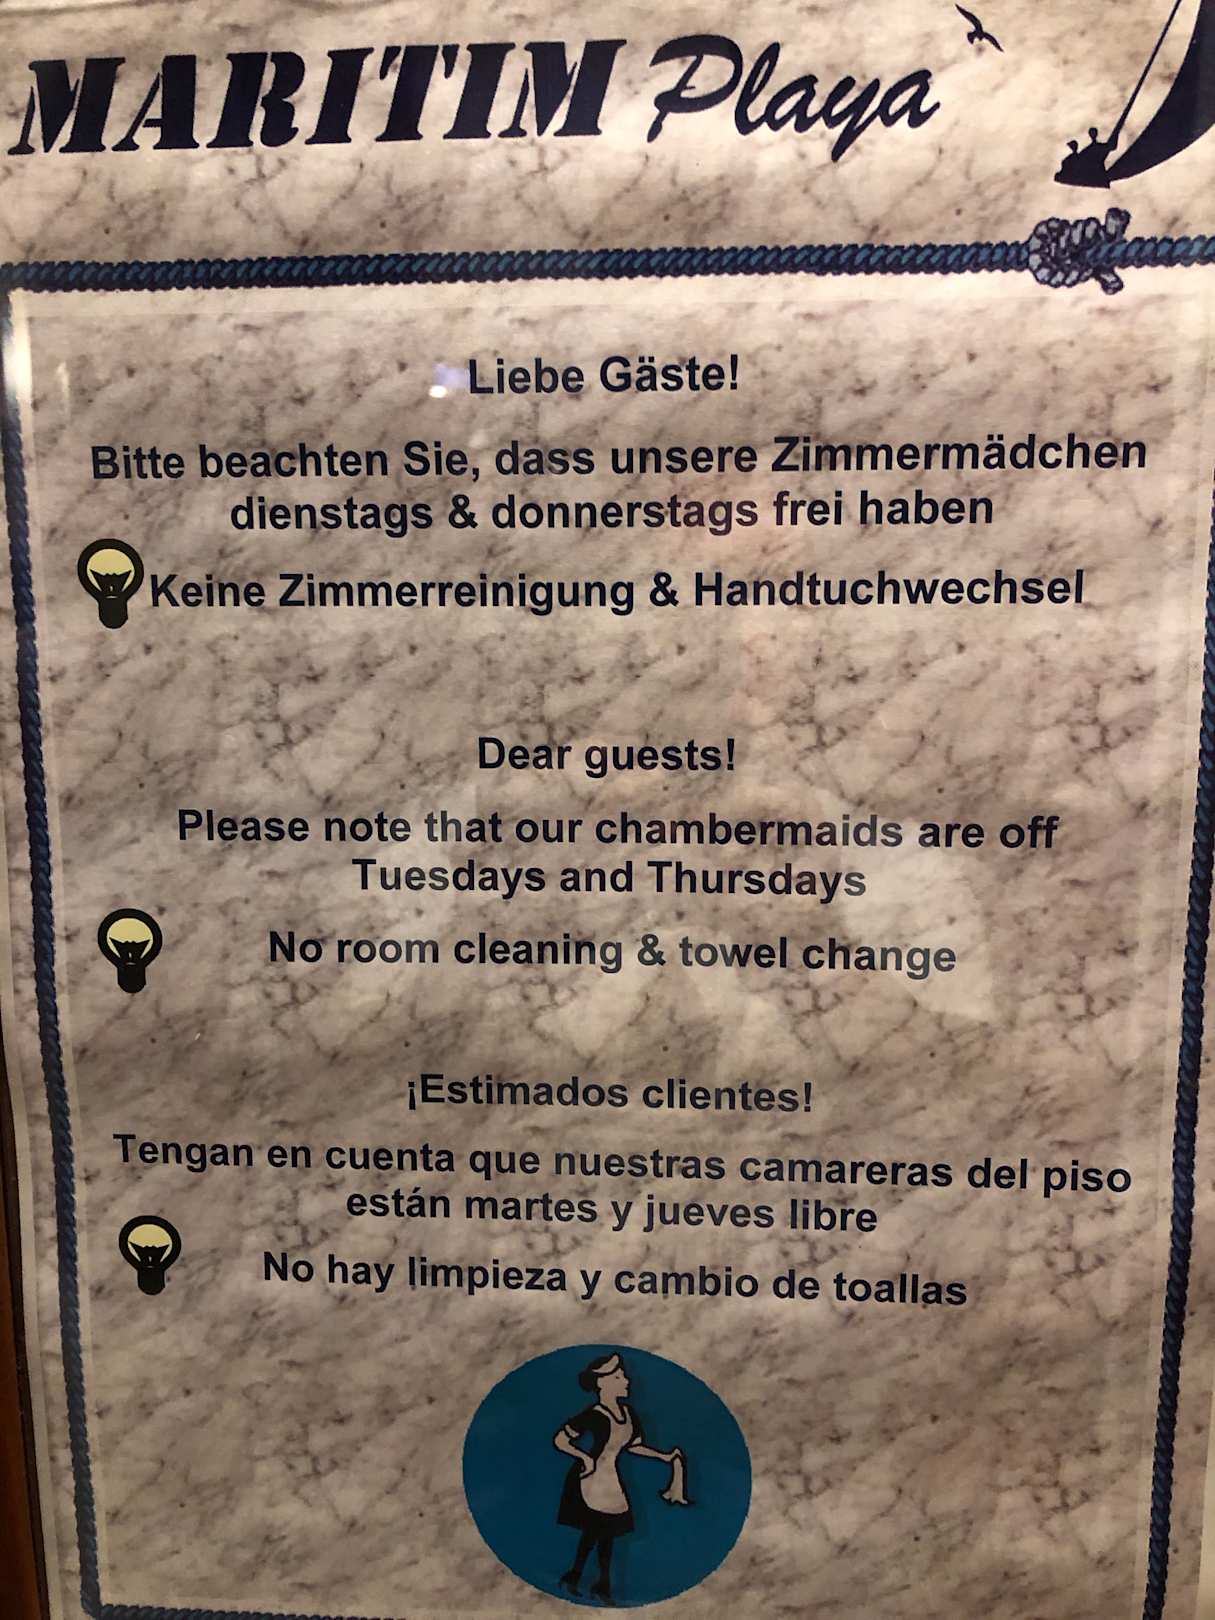 MARITIM Playa
Liebe Gäste!
Bitte beachten Sie, dass unsere Zimmermädchen
dienstags & donnerstags frei haben
Keine Zimmerreinigung & Handtuchwechsel
Dear guests!
Please note that our chambermaids are off
Tuesdays and Thursdays
No room cleaning & towel change
¡Estimados clientes!
Tengan en cuenta que nuestras camareras del piso
están martes y jueves libre
No hay limpieza y cambio de toallas